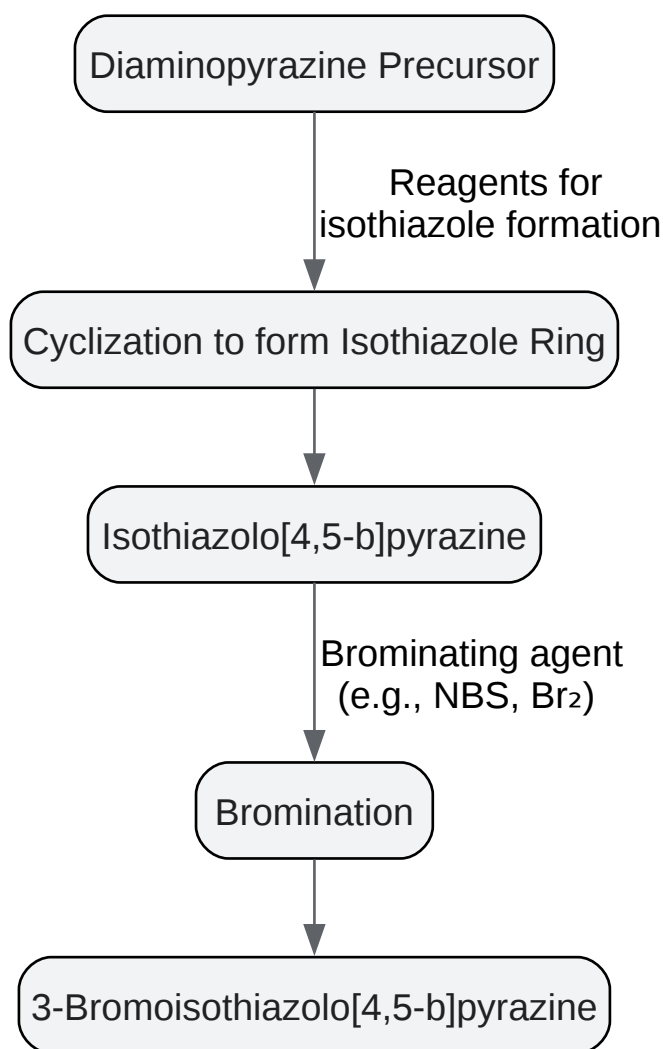 Diaminopyrazine Precursor
Reagents for
isothiazole formation
Cyclization to form Isothiazole Ring
Isothiazolo[4,5-b]pyrazine
Brominating agent
(e.g., NBS, Br₂)
Bromination
3-Bromoisothiazolo[4,5-b]pyrazine